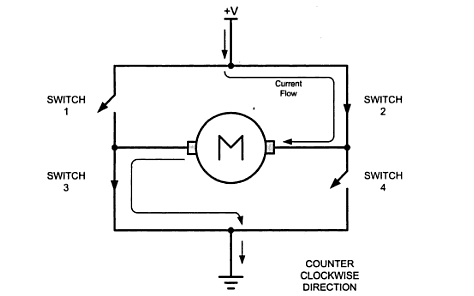 +V
Current
Flow
SWITCH
1
SWITCH
2
M
SWITCH
3
SWITCH
4
COUNTER
CLOCKWISE
DIRECTION